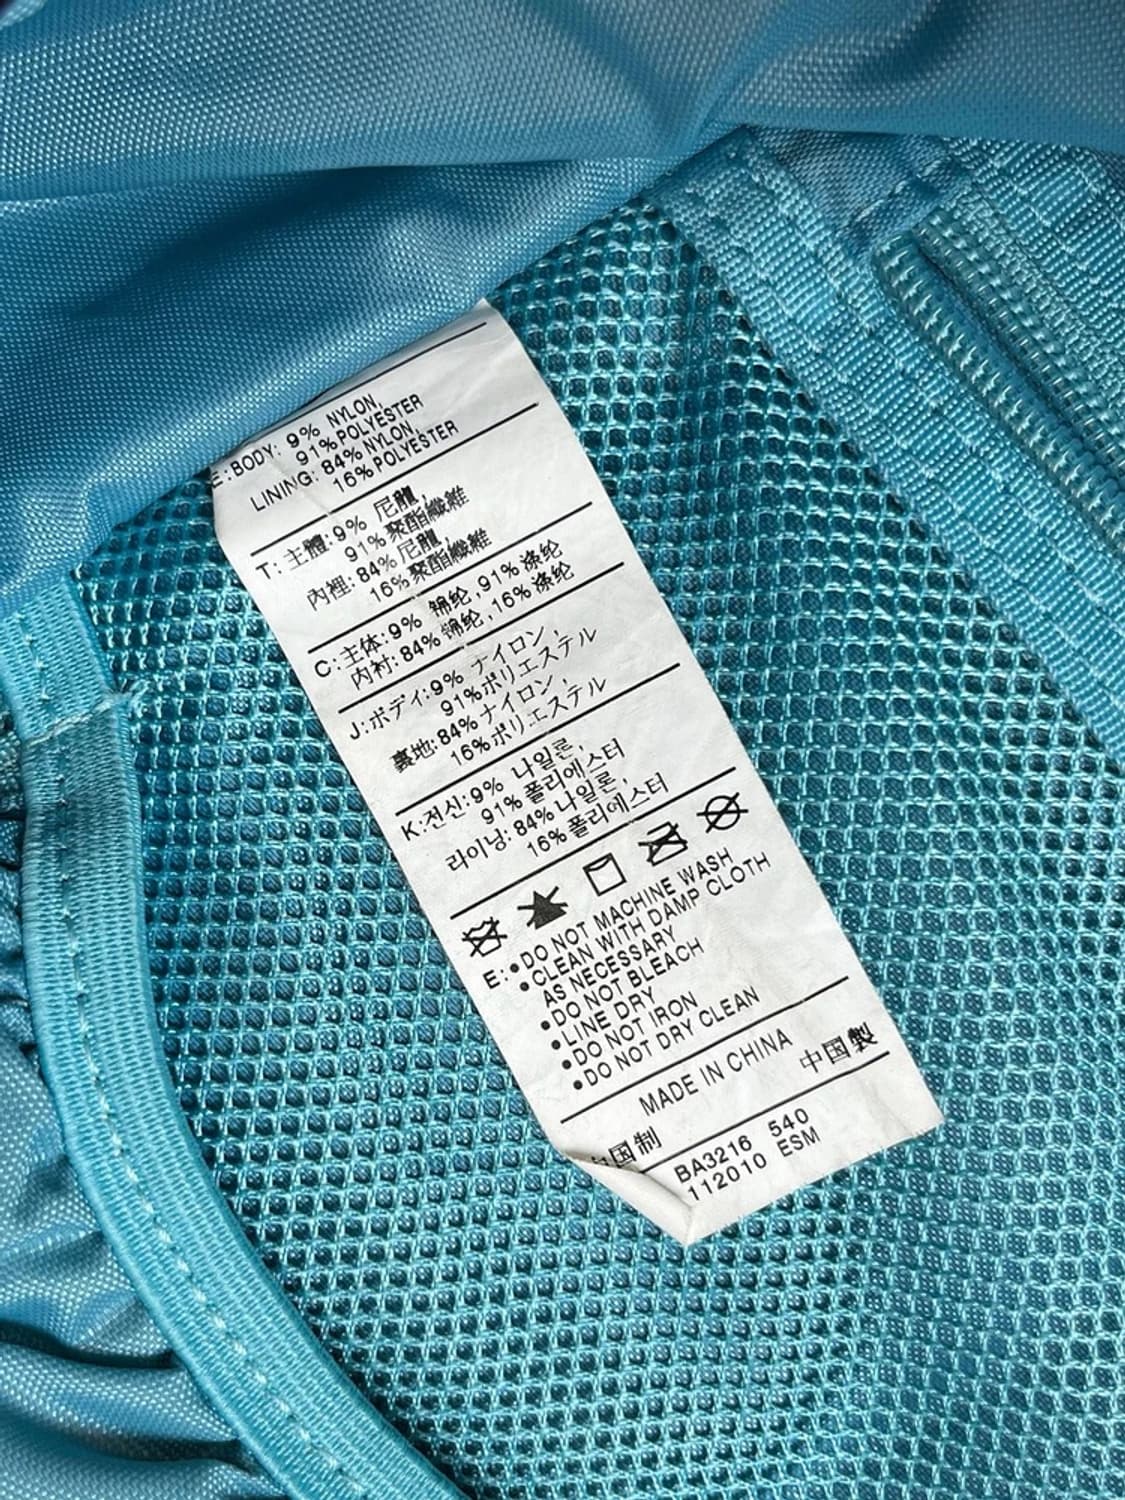 E:BODY: 9% NYLON,
91%POLYESTER
LINING: 84% NYLON,
16%POLYESTER
T:主體:9% 尼龍,
91%聚酯纖維
內裡:84%尼龍
16%聚酯纖維
C:主体:9% 锦纶,91%涤纶
内衬:84%锦纶,16%涤纶
J:ボディ:9% ナイロン,
91%ポリエステル
裏地:84%ナイロン,
16%ポリエステル
K:전신:9% 나일론,
91%폴리에스터
라이닝: 84%나일론,
16%폴리에스터
E:•DO NOT MACHINE WASH
•CLEAN WITH DAMP CLOTH
AS NECESSARY
•DO NOT BLEACH
•LINE DRY
•DO NOT IRON
•DO NOT DRY CLEAN
MADE IN CHINA 中国製
中国制
BA3216 540
112010 ESM